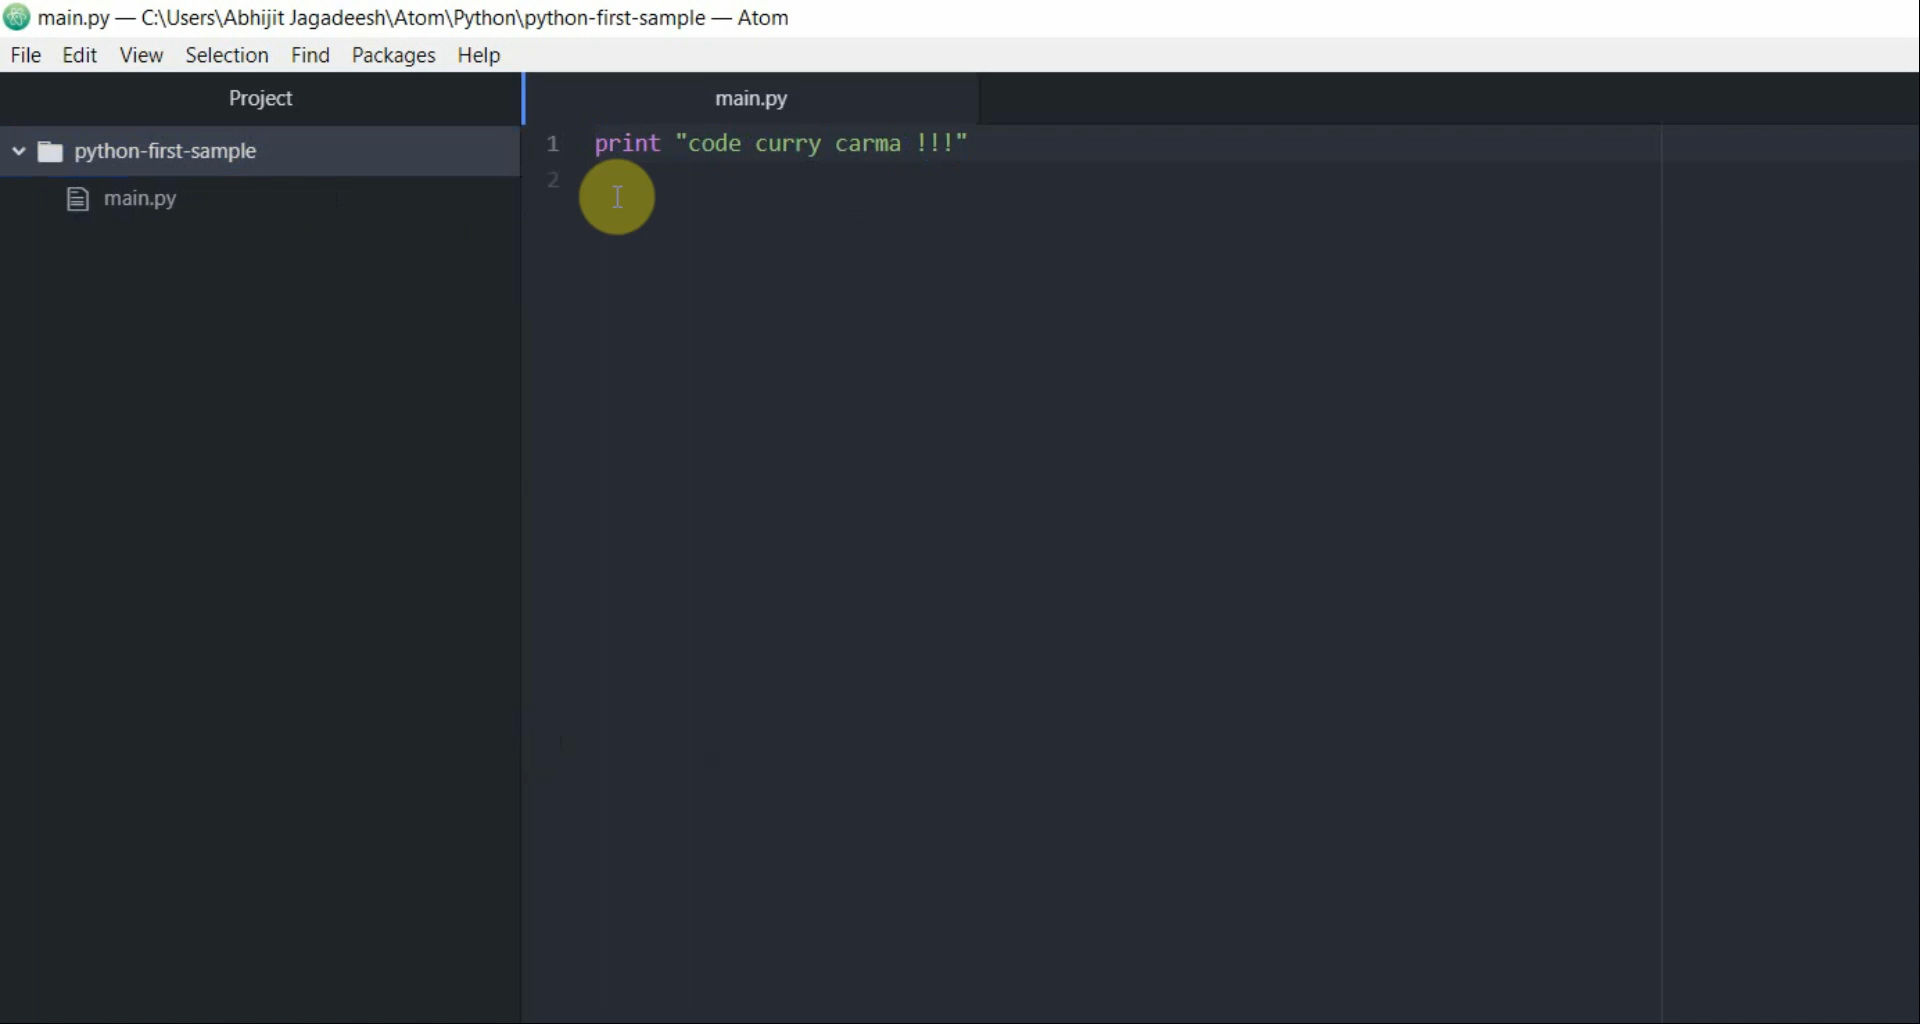 main.py — C:\Users\Abhijit Jagadeesh\Atom\Python\python-first-sample — Atom
File Edit View Selection Find Packages Help
Project
main.py
python-first-sample
main.py
1 print "code curry carma !!!"
2